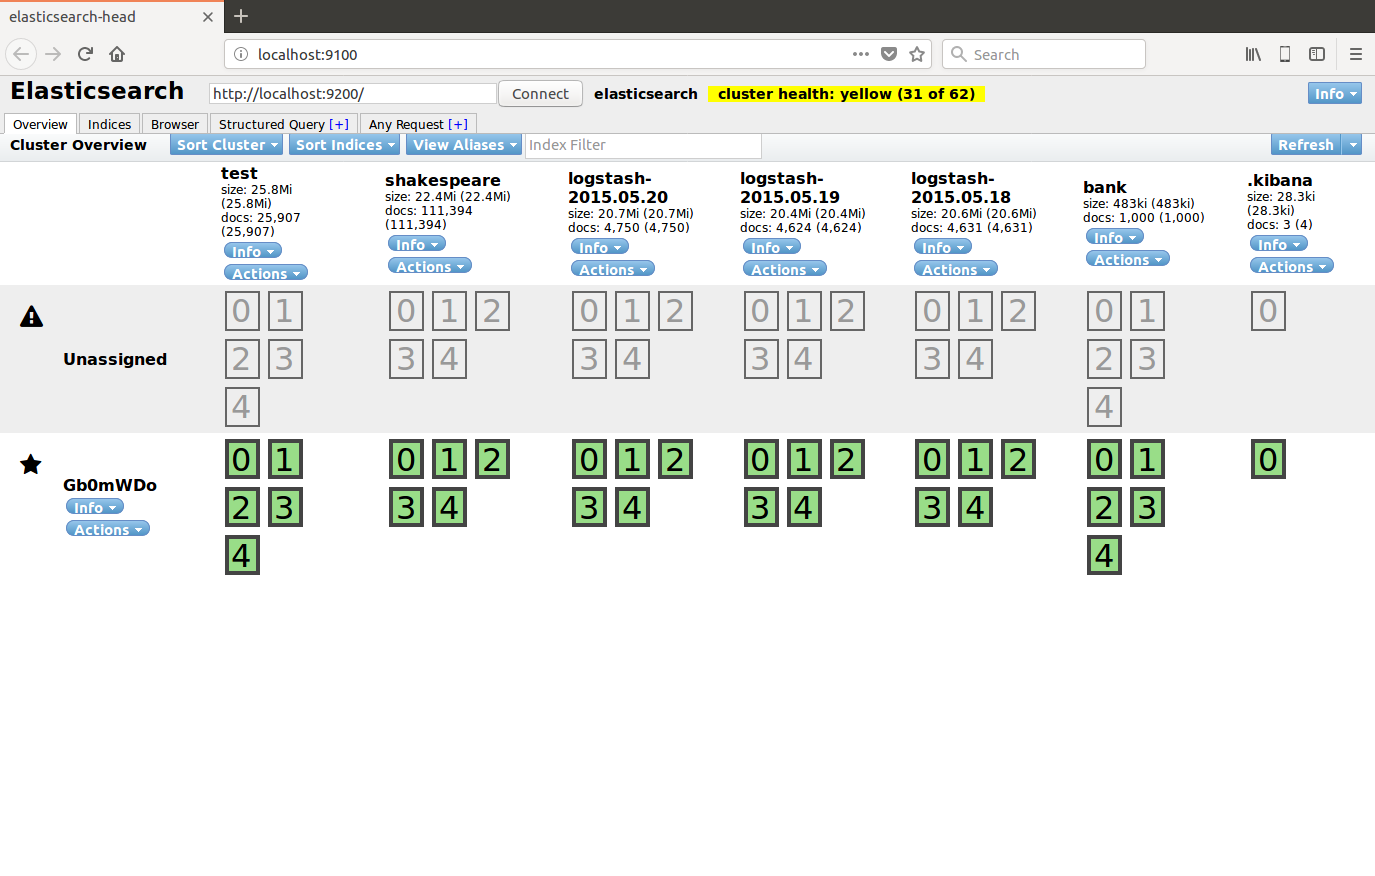 elasticsearch-head
localhost:9100
Search
Elasticsearch
http://localhost:9200/
Connect
elasticsearch
cluster health: yellow (31 of 62)
Info
Overview
Indices
Browser
Structured Query [+]
Any Request [+]
Cluster Overview
Sort Cluster
Sort Indices
View Aliases
Index Filter
Refresh
test
size: 25.8Mi
(25.8Mi)
docs: 25,907
(25,907)
Info
Actions
shakespeare
size: 22.4Mi (22.4Mi)
docs: 111,394
(111,394)
Info
Actions
logstash-
2015.05.20
size: 20.7Mi (20.7Mi)
docs: 4,750 (4,750)
Info
Actions
logstash-
2015.05.19
size: 20.4Mi (20.4Mi)
docs: 4,624 (4,624)
Info
Actions
logstash-
2015.05.18
size: 20.6Mi (20.6Mi)
docs: 4,631 (4,631)
Info
Actions
bank
size: 483ki (483ki)
docs: 1,000 (1,000)
Info
Actions
.kibana
size: 28.3ki
(28.3ki)
docs: 3 (4)
Info
Actions
Unassigned
0 1
2 3
4
0 1 2
3 4
0 1 2
3 4
0 1 2
3 4
0 1 2
3 4
0 1
2 3
4
0
Gb0mWDo
Info
Actions
0 1
2 3
4
0 1 2
3 4
0 1 2
3 4
0 1 2
3 4
0 1 2
3 4
0 1
2 3
4
0